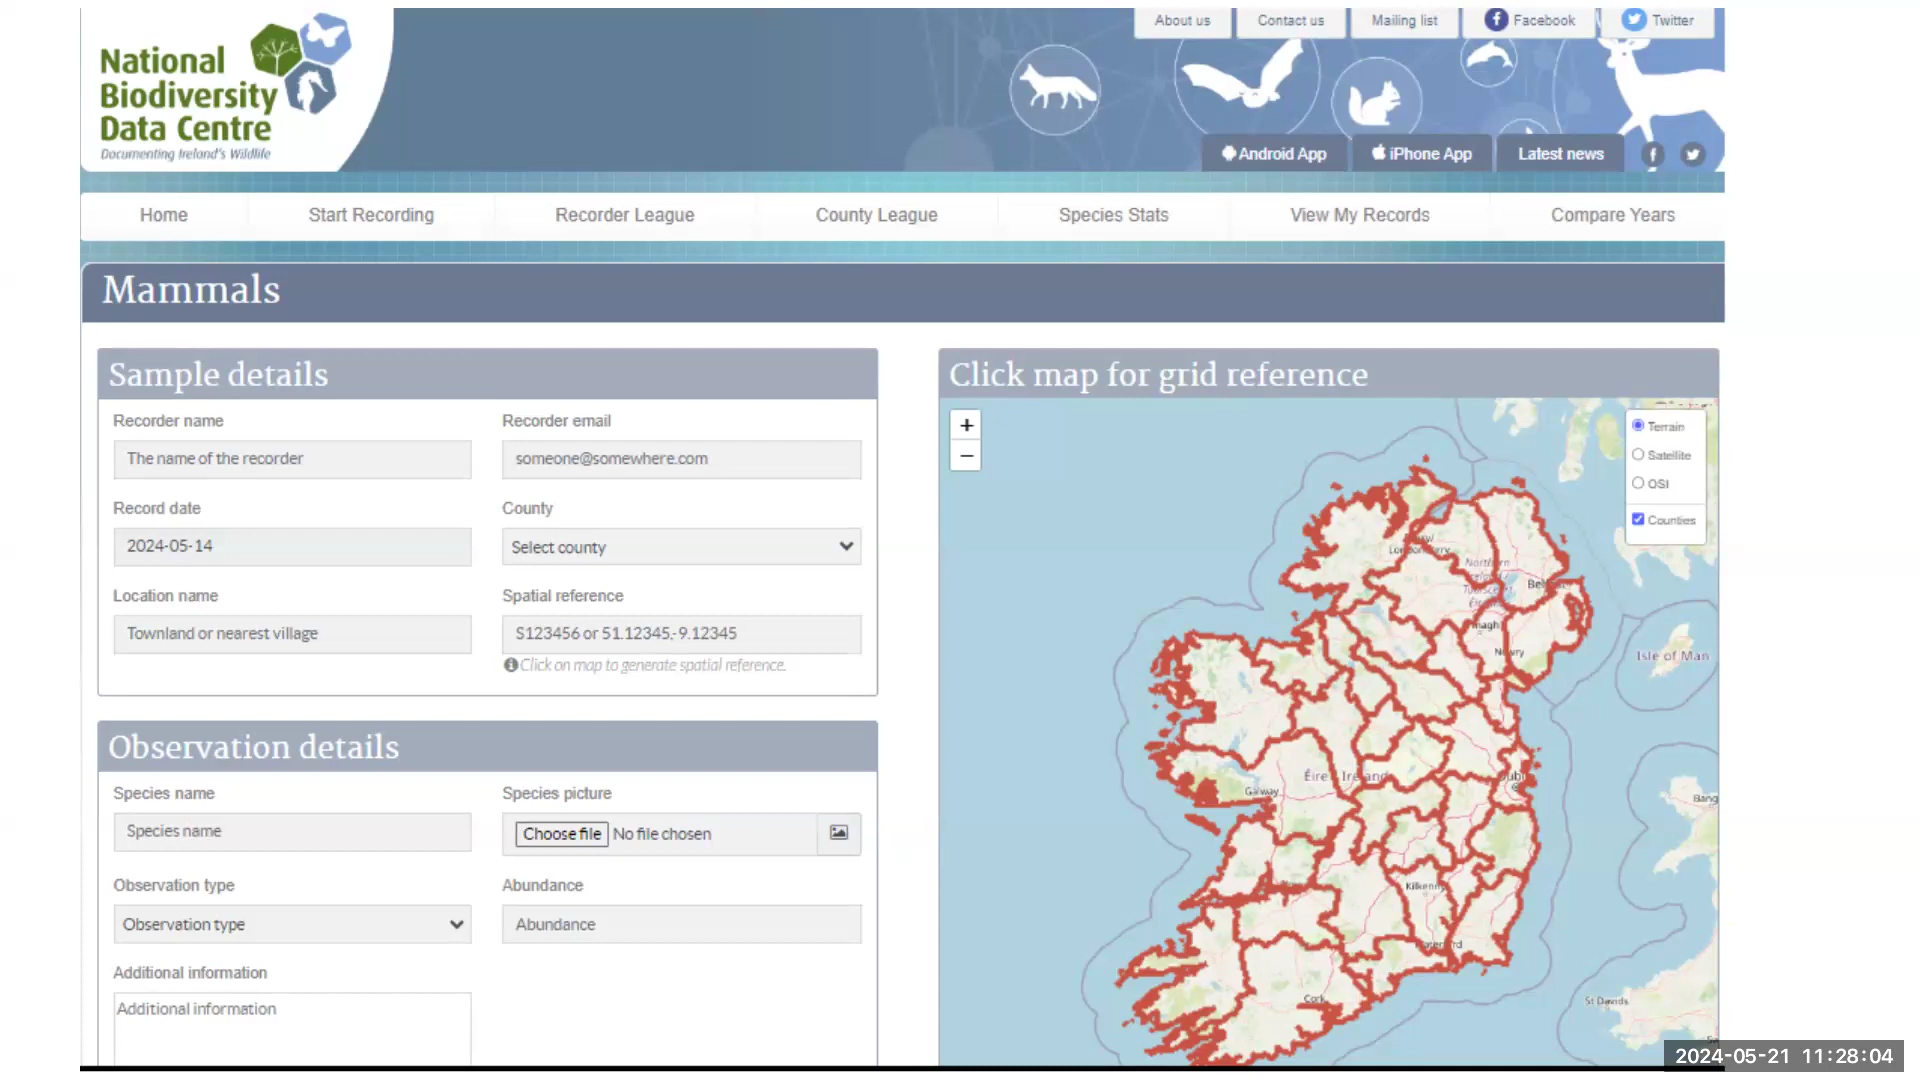 National
Biodiversity
Data Centre
Documenting Ireland's Wildlife
About us
Contact us
Mailing list
Facebook
Twitter
Android App
iPhone App
Latest news
Home
Start Recording
Recorder League
County League
Species Stats
View My Records
Compare Years
Mammals
Sample details
Recorder name
Recorder email
The name of the recorder
someone@somewhere.com
Record date
County
2024-05-14
Select county
Location name
Spatial reference
Townland or nearest village
S123456 or 51.12345,-9.12345
Click on map to generate spatial reference.
Observation details
Species name
Species picture
Species name
Choose file No file chosen
Observation type
Abundance
Observation type
Abundance
Additional information
Additional information
Click map for grid reference
+
−
Terrain
Satellite
OSI
Counties
Isle of Man
Newry
Éire / Ireland
Galway
Kilkenny
Cork
St Davids
2024-05-21 11:28:04